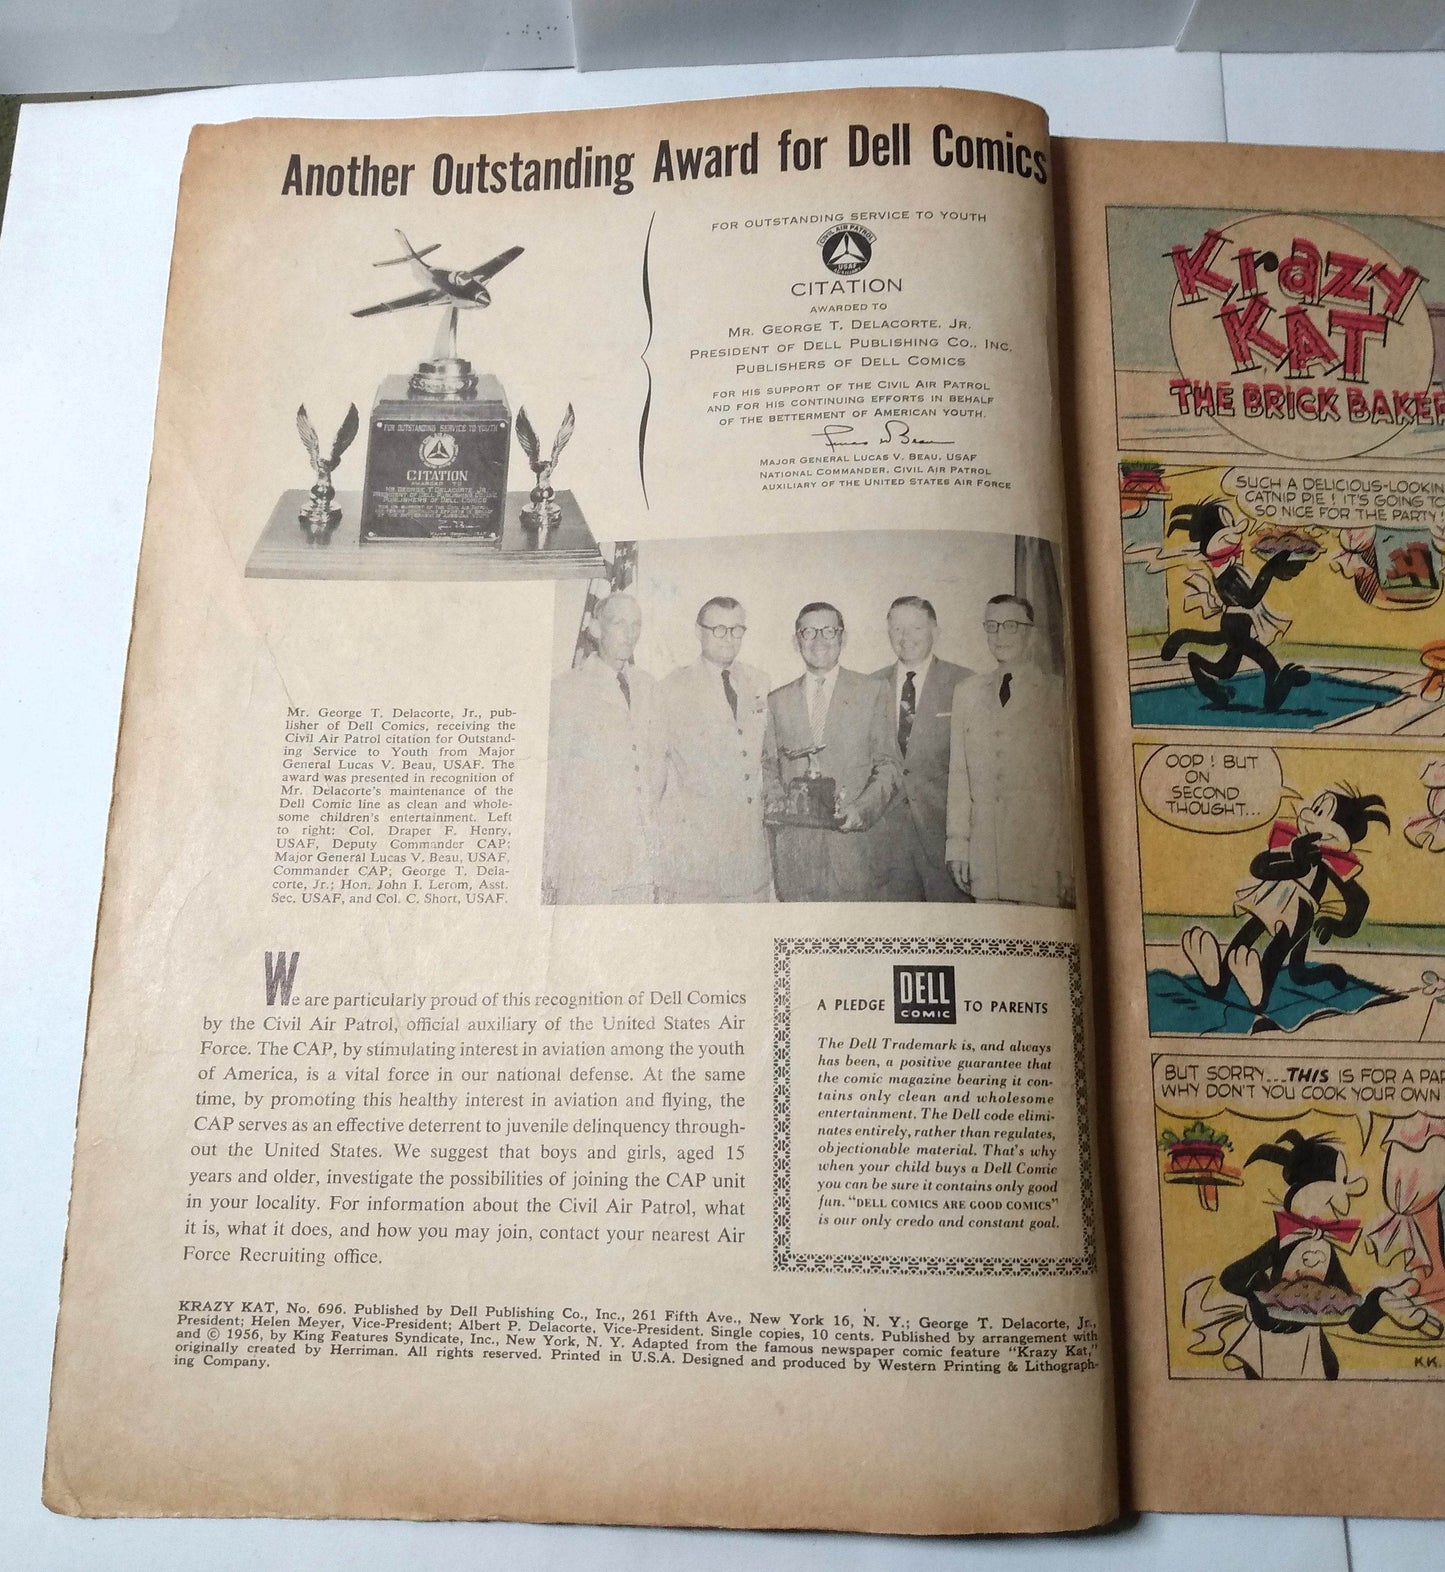 Another Outstanding Award for Dell Comics
FOR OUTSTANDING SERVICE TO YOUTH
CIVIL AIR PATROL
USAF
CITATION
AWARDED TO
MR. GEORGE T. DELACORTE, JR.
PRESIDENT OF DELL PUBLISHING CO., INC.
PUBLISHERS OF DELL COMICS
FOR HIS SUPPORT OF THE CIVIL AIR PATROL
AND FOR HIS CONTINUING EFFORTS IN BEHALF
OF THE BETTERMENT OF AMERICAN YOUTH.
MAJOR GENERAL LUCAS V. BEAU, USAF
NATIONAL COMMANDER, CIVIL AIR PATROL
AUXILIARY OF THE UNITED STATES AIR FORCE
FOR OUTSTANDING SERVICE TO YOUTH
CITATION
AWARDED TO
MR. GEORGE T. DELACORTE, JR.
PRESIDENT OF DELL PUBLISHING CO., INC.
PUBLISHERS OF DELL COMICS
Mr. George T. Delacorte, Jr., pub-
lisher of Dell Comics, receiving the
Civil Air Patrol citation for Outstand-
ing Service to Youth from Major
General Lucas V. Beau, USAF. The
award was presented in recognition of
Mr. Delacorte's maintenance of the
Dell Comic line as clean and whole-
some children's entertainment. Left
to right: Col. Draper F. Henry,
USAF, Deputy Commander CAP;
Major General Lucas V. Beau, USAF,
Commander CAP; George T. Dela-
corte, Jr.; Hon. John I. Lerom, Asst.
Sec. USAF, and Col. C. Short, USAF.
We are particularly proud of this recognition of Dell Comics
by the Civil Air Patrol, official auxiliary of the United States Air
Force. The CAP, by stimulating interest in aviation among the youth
of America, is a vital force in our national defense. At the same
time, by promoting this healthy interest in aviation and flying, the
CAP serves as an effective deterrent to juvenile delinquency through-
out the United States. We suggest that boys and girls, aged 15
years and older, investigate the possibilities of joining the CAP unit
in your locality. For information about the Civil Air Patrol, what
it is, what it does, and how you may join, contact your nearest Air
Force Recruiting office.
A PLEDGE DELL COMIC TO PARENTS
The Dell Trademark is, and always
has been, a positive guarantee that
the comic magazine bearing it con-
tains only clean and wholesome
entertainment. The Dell code elimi-
nates entirely, rather than regulates,
objectionable material. That's why
when your child buys a Dell Comic
you can be sure it contains only good
fun. "DELL COMICS ARE GOOD COMICS"
is our only credo and constant goal.
KRAZY KAT, No. 696. Published by Dell Publishing Co., Inc., 261 Fifth Ave., New York 16, N. Y.; George T. Delacorte, Jr.,
President; Helen Meyer, Vice-President; Albert P. Delacorte, Vice-President. Single copies, 10 cents. Published by arrangement with
and © 1956, by King Features Syndicate, Inc., New York, N. Y. Adapted from the famous newspaper comic feature "Krazy Kat,"
originally created by Herriman. All rights reserved. Printed in U.S.A. Designed and produced by Western Printing & Lithograph-
ing Company.
Krazy
KAT
THE BRICK BAKER
SUCH A DELICIOUS-LOOKIN
CATNIP PIE! IT'S GOING TO
SO NICE FOR THE PARTY!
OOP! BUT
ON
SECOND
THOUGHT...
BUT SORRY...THIS IS FOR A PAR
WHY DON'T YOU COOK YOUR OWN
K.K.